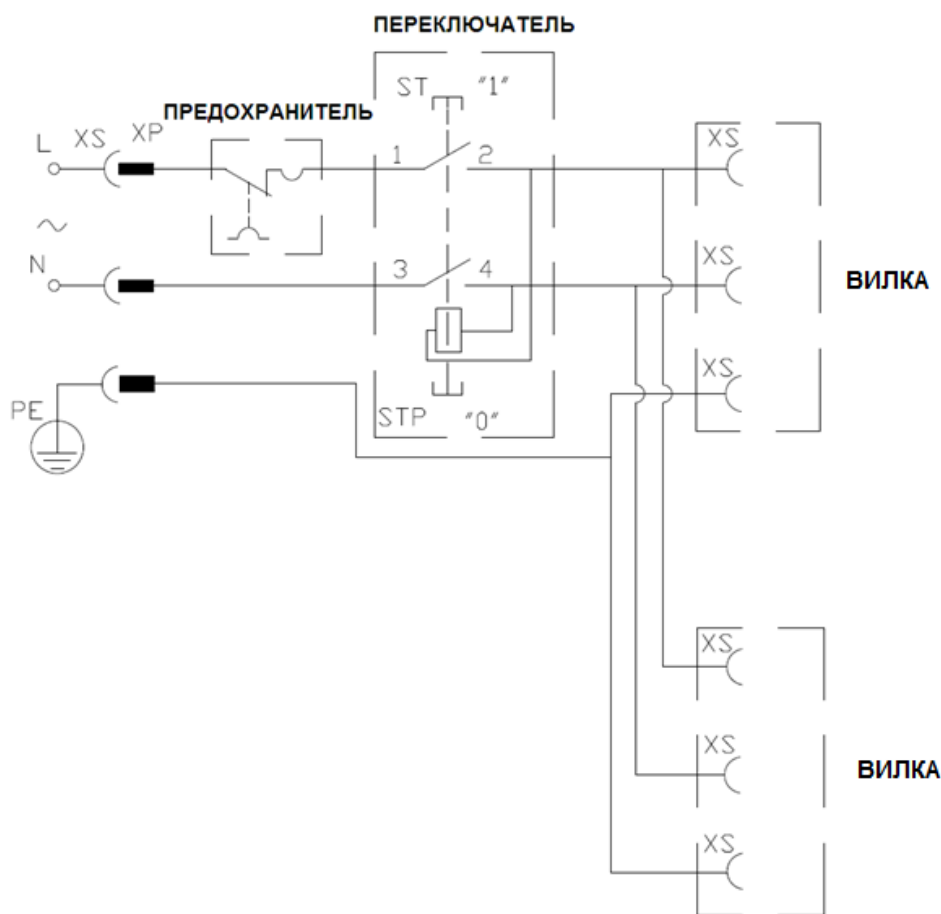 ПЕРЕКЛЮЧАТЕЛЬ
ST "1"
ПРЕДОХРАНИТЕЛЬ
L XS XP
1 2
XS
N
3 4
XS
ВИЛКА
XS
PE
STP "0"
XS
XS
ВИЛКА
XS